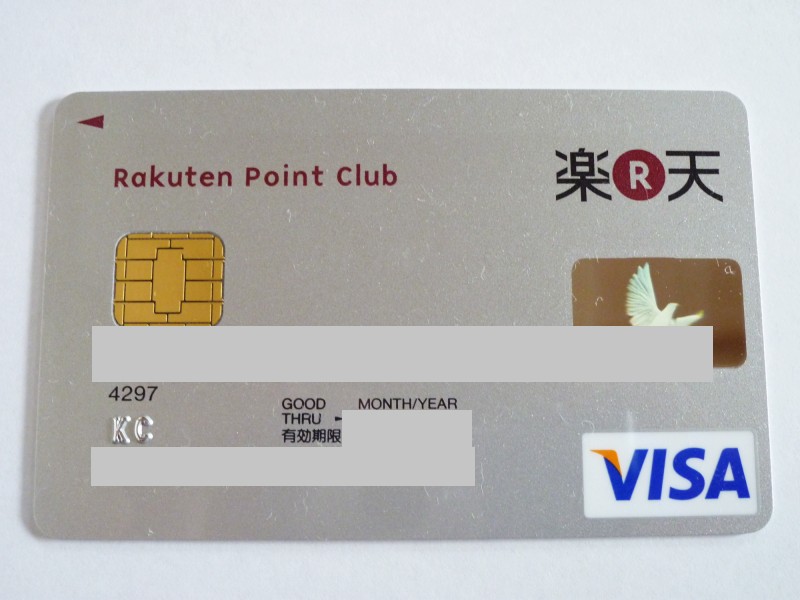 Rakuten Point Club
楽R天
4297
GOOD THRU
MONTH/YEAR
有効期限
KC
VISA